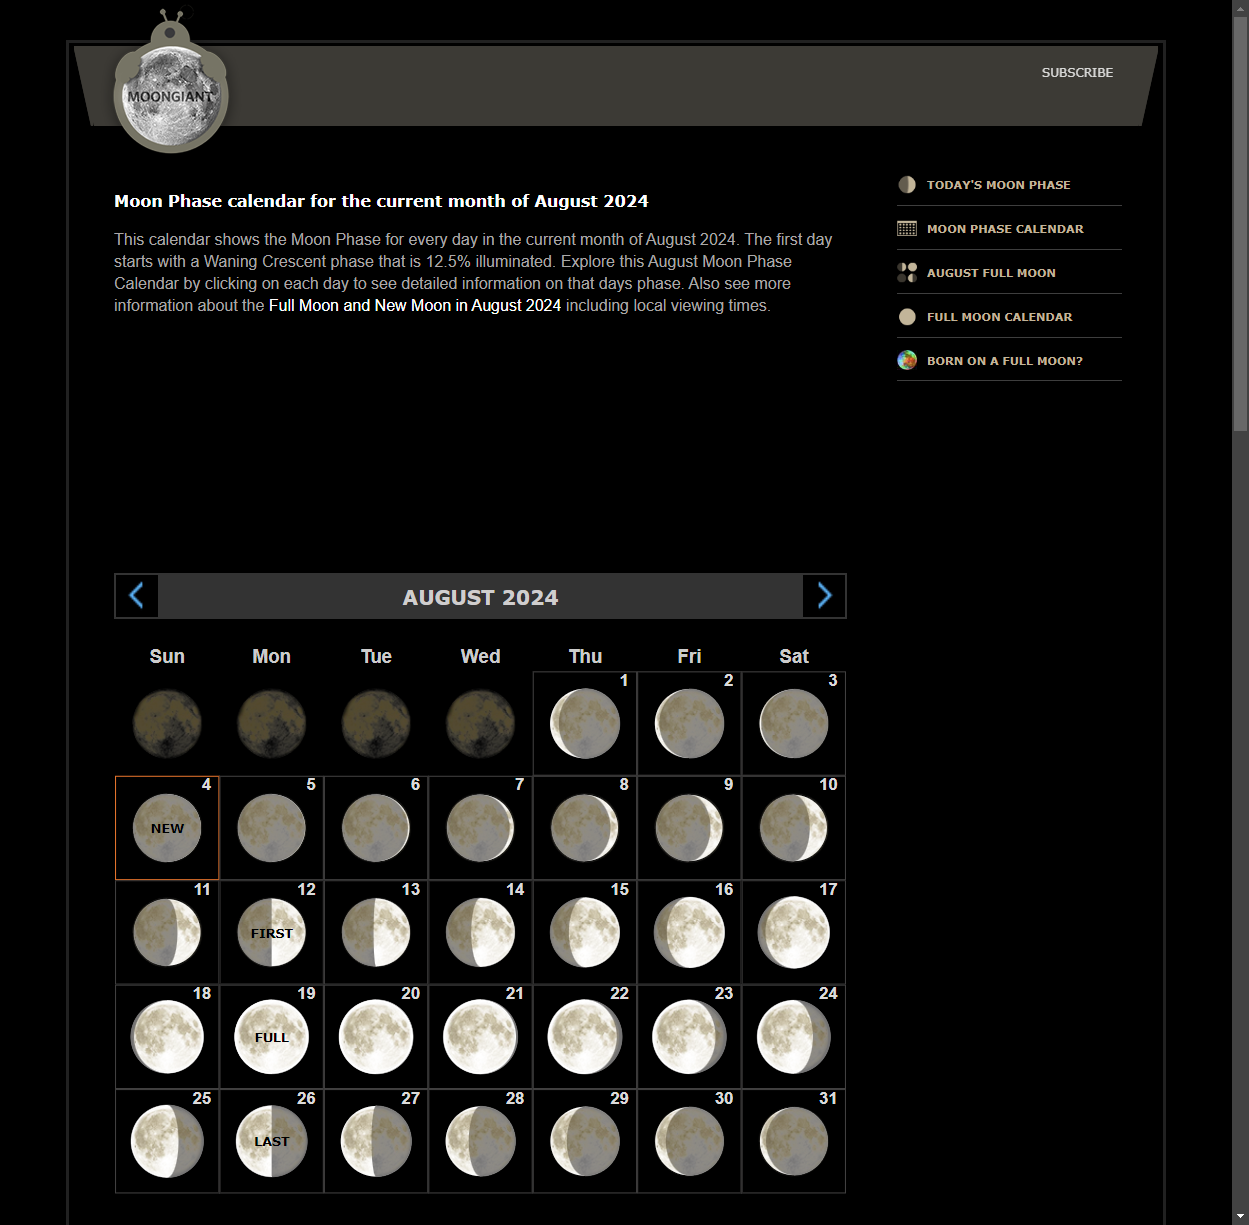 MOONGIANT
SUBSCRIBE
TODAY'S MOON PHASE
MOON PHASE CALENDAR
AUGUST FULL MOON
FULL MOON CALENDAR
BORN ON A FULL MOON?
Moon Phase calendar for the current month of August 2024
This calendar shows the Moon Phase for every day in the current month of August 2024. The first day
starts with a Waning Crescent phase that is 12.5% illuminated. Explore this August Moon Phase
Calendar by clicking on each day to see detailed information on that days phase. Also see more
information about the Full Moon and New Moon in August 2024 including local viewing times.
AUGUST 2024
Sun Mon Tue Wed Thu Fri Sat
1 2 3
4 5 6 7 8 9 10
NEW
11 12 13 14 15 16 17
FIRST
18 19 20 21 22 23 24
FULL
25 26 27 28 29 30 31
LAST